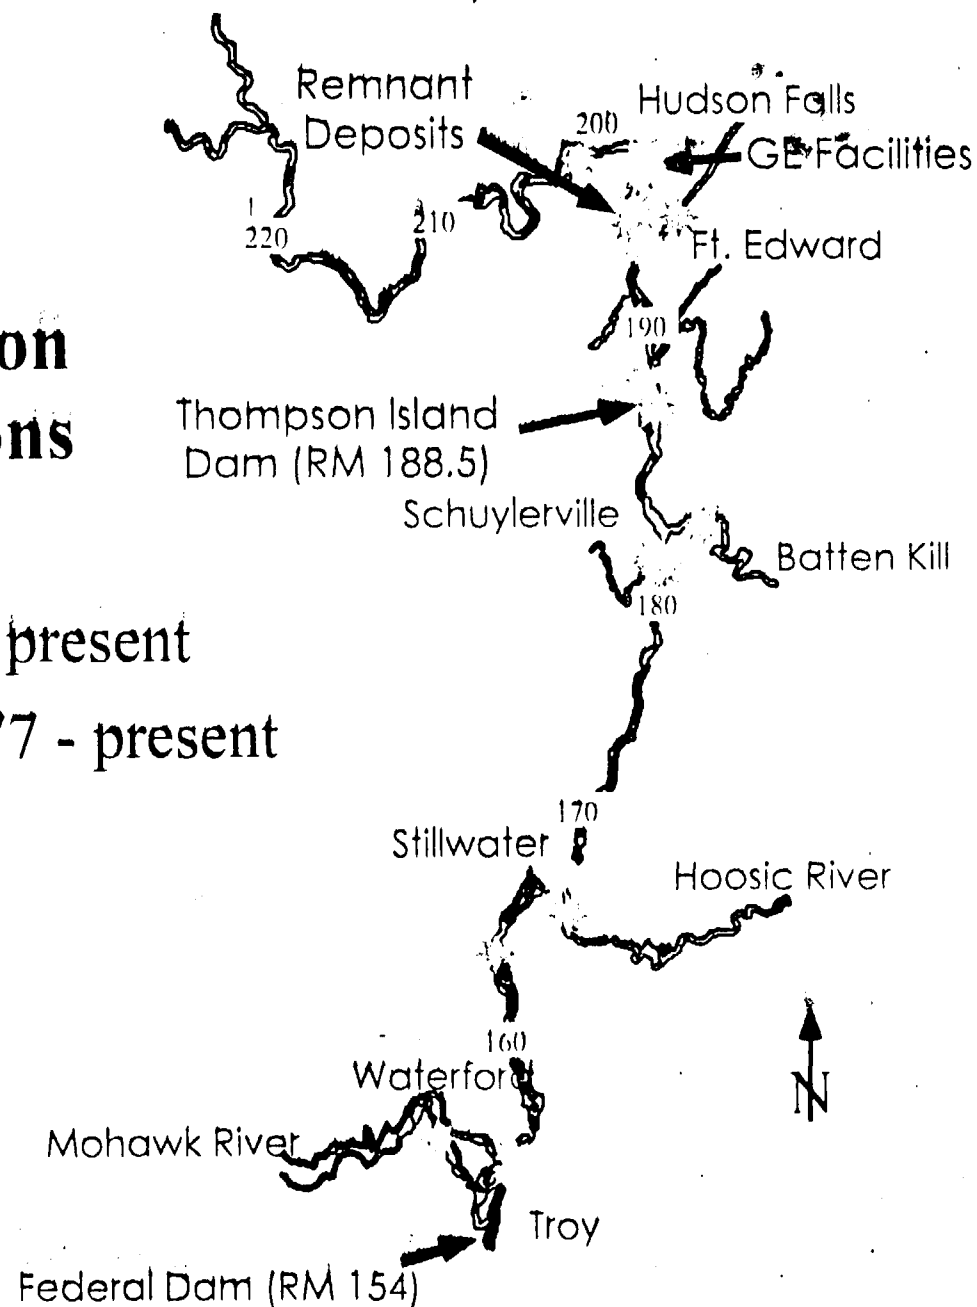 Remnant
Deposits
200
Hudson Falls
GE Facilities
210
220
Ft. Edward
190
on
ons
Thompson Island
Dam (RM 188.5)
Schuylerville
Batten Kill
180
present
77 - present
170
Stillwater
Hoosic River
160
Waterford
N
Mohawk River
Troy
Federal Dam (RM 154)